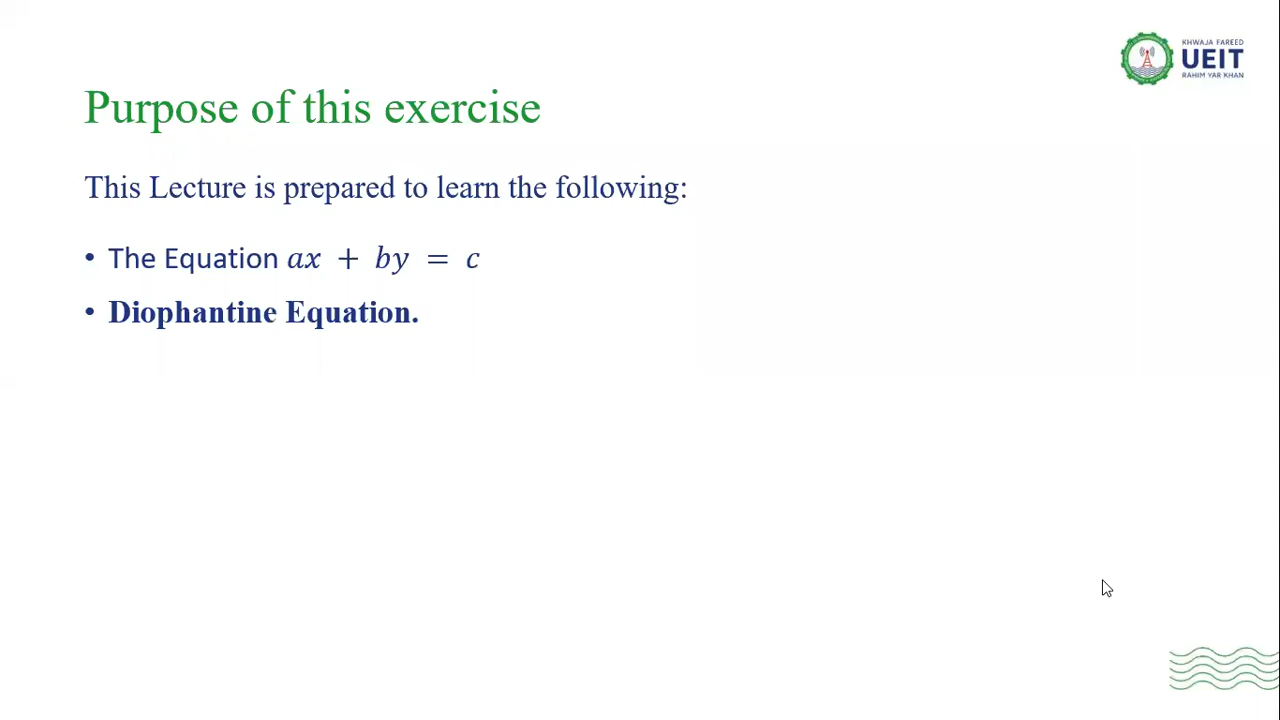 KHWAJA FAREED
UEIT
RAHIM YAR KHAN
Purpose of this exercise
This Lecture is prepared to learn the following:
• The Equation 𝑎𝑥 + 𝑏𝑦 = 𝑐
• Diophantine Equation.